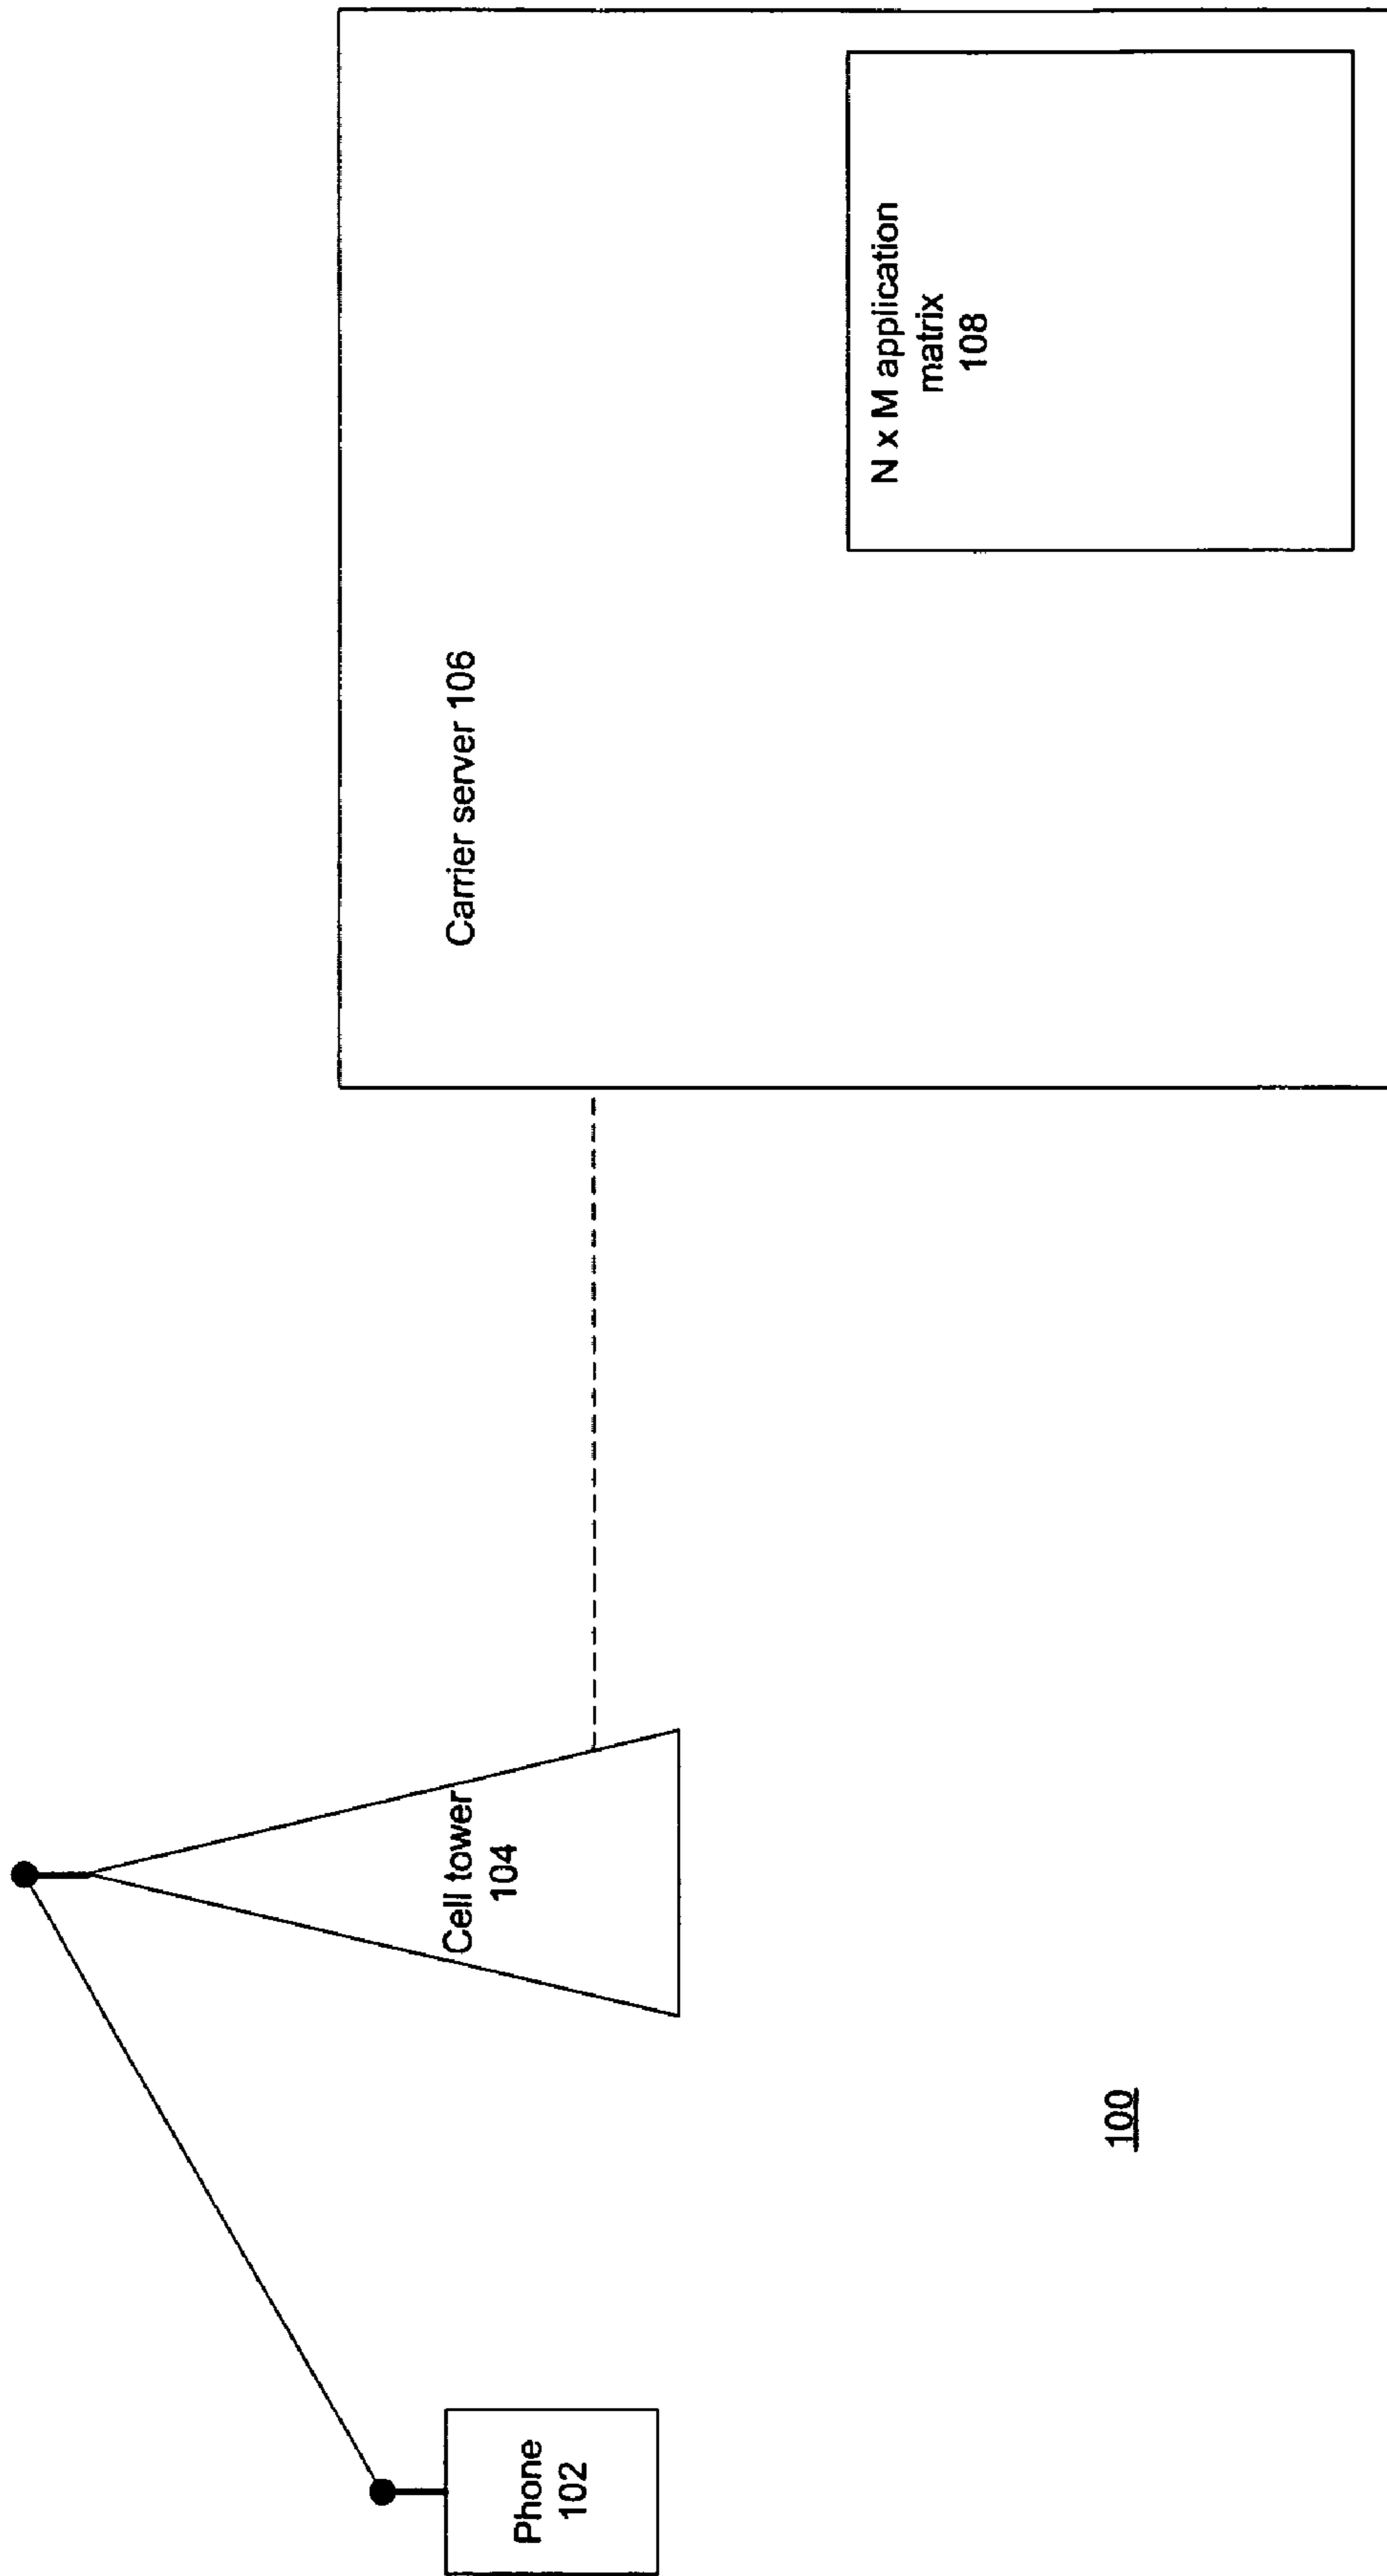 Phone
102
Cell tower
104
Carrier server 106
N x M application
matrix
108
100